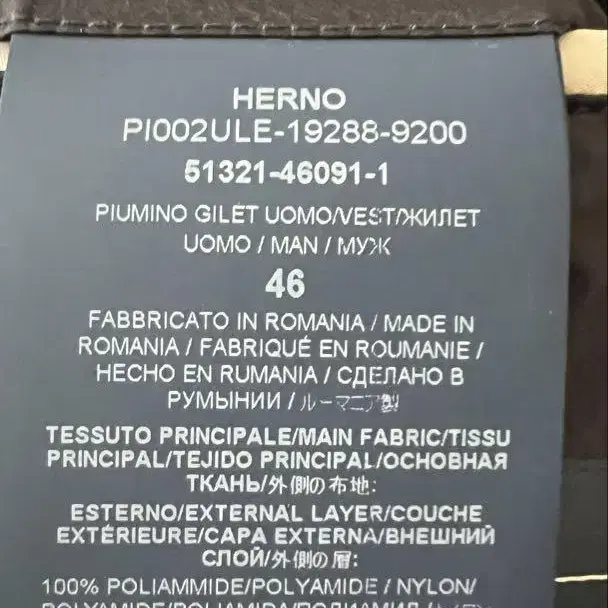 HERNO
PI002ULE-19288-9200
51321-46091-1
PIUMINO GILET UOMO/VEST/ЖИЛЕТ
UOMO / MAN / МУЖ
46
FABBRICATO IN ROMANIA / MADE IN
ROMANIA / FABRIQUÉ EN ROUMANIE /
HECHO EN RUMANIA / СДЕЛАНО В
РУМЫНИИ / ルーマニア製
TESSUTO PRINCIPALE/MAIN FABRIC/TISSU
PRINCIPAL/TEJIDO PRINCIPAL/ОСНОВНАЯ
ТКАНЬ/外側の布地:
ESTERNO/EXTERNAL LAYER/COUCHE
EXTÉRIEURE/CAPA EXTERNA/ВНЕШНИЙ
СЛОЙ/外側の層:
100% POLIAMMIDE/POLYAMIDE / NYLON/
POLYAMIDE/POLIAMIDA/ПОЛИАМИД